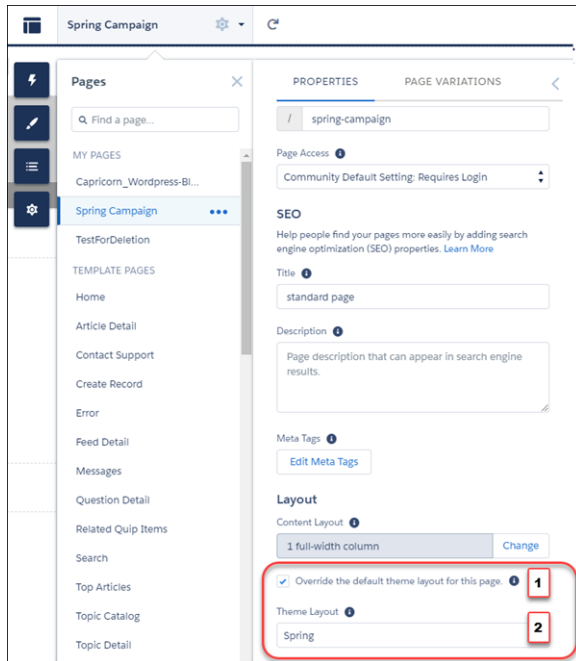 Spring Campaign
Pages
Find a page...
MY PAGES
Capricorn_Wordpress-Bl...
Spring Campaign
TestForDeletion
TEMPLATE PAGES
Home
Article Detail
Contact Support
Create Record
Error
Feed Detail
Messages
Question Detail
Related Quip Items
Search
Top Articles
Topic Catalog
Topic Detail
PROPERTIES PAGE VARIATIONS
/ spring-campaign
Page Access
Community Default Setting: Requires Login
SEO
Help people find your pages more easily by adding search
engine optimization (SEO) properties. Learn More
Title
standard page
Description
Page description that can appear in search engine
results.
Meta Tags
Edit Meta Tags
Layout
Content Layout
1 full-width column Change
Override the default theme layout for this page. 1
Theme Layout
Spring 2